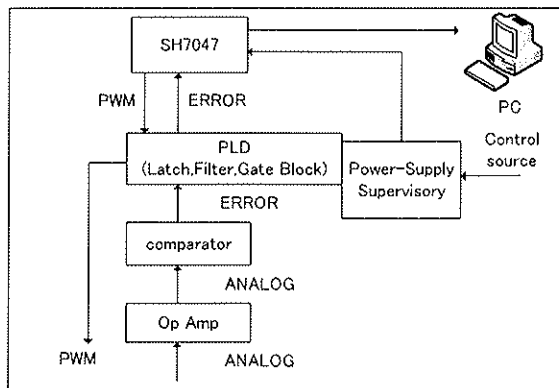 SH7047
PC
PWM
ERROR
PLD
(Latch,Filter,Gate Block)
Power-Supply
Supervisory
Control
source
ERROR
comparator
ANALOG
Op Amp
PWM
ANALOG